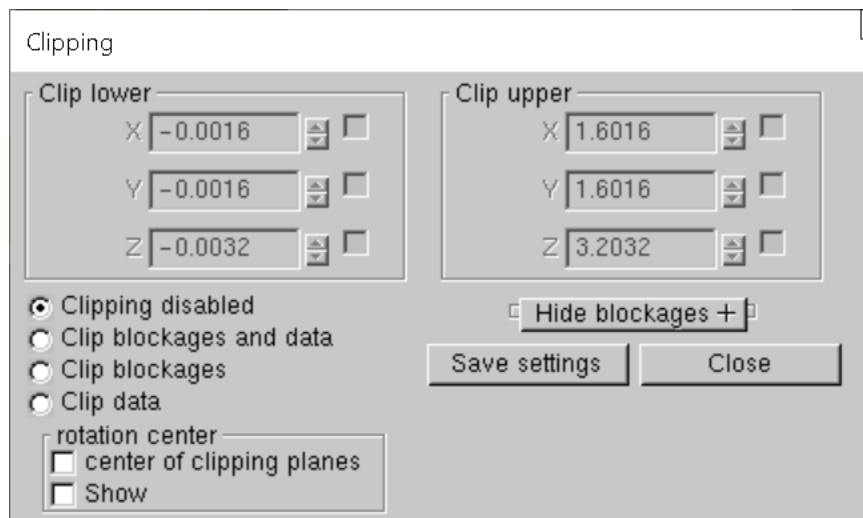 Clipping
Clip lower
X -0.0016
Y -0.0016
Z -0.0032
Clip upper
X 1.6016
Y 1.6016
Z 3.2032
Clipping disabled
Clip blockages and data
Clip blockages
Clip data
rotation center
center of clipping planes
Show
Hide blockages +
Save settings
Close